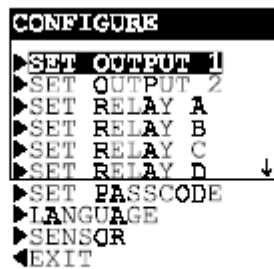 CONFIGURE
▶SET OUTPUT 1
▶SET OUTPUT 2
▶SET RELAY A
▶SET RELAY B
▶SET RELAY C
▶SET RELAY D ↓
▶SET PASSCODE
▶LANGUAGE
▶SENSOR
◀EXIT